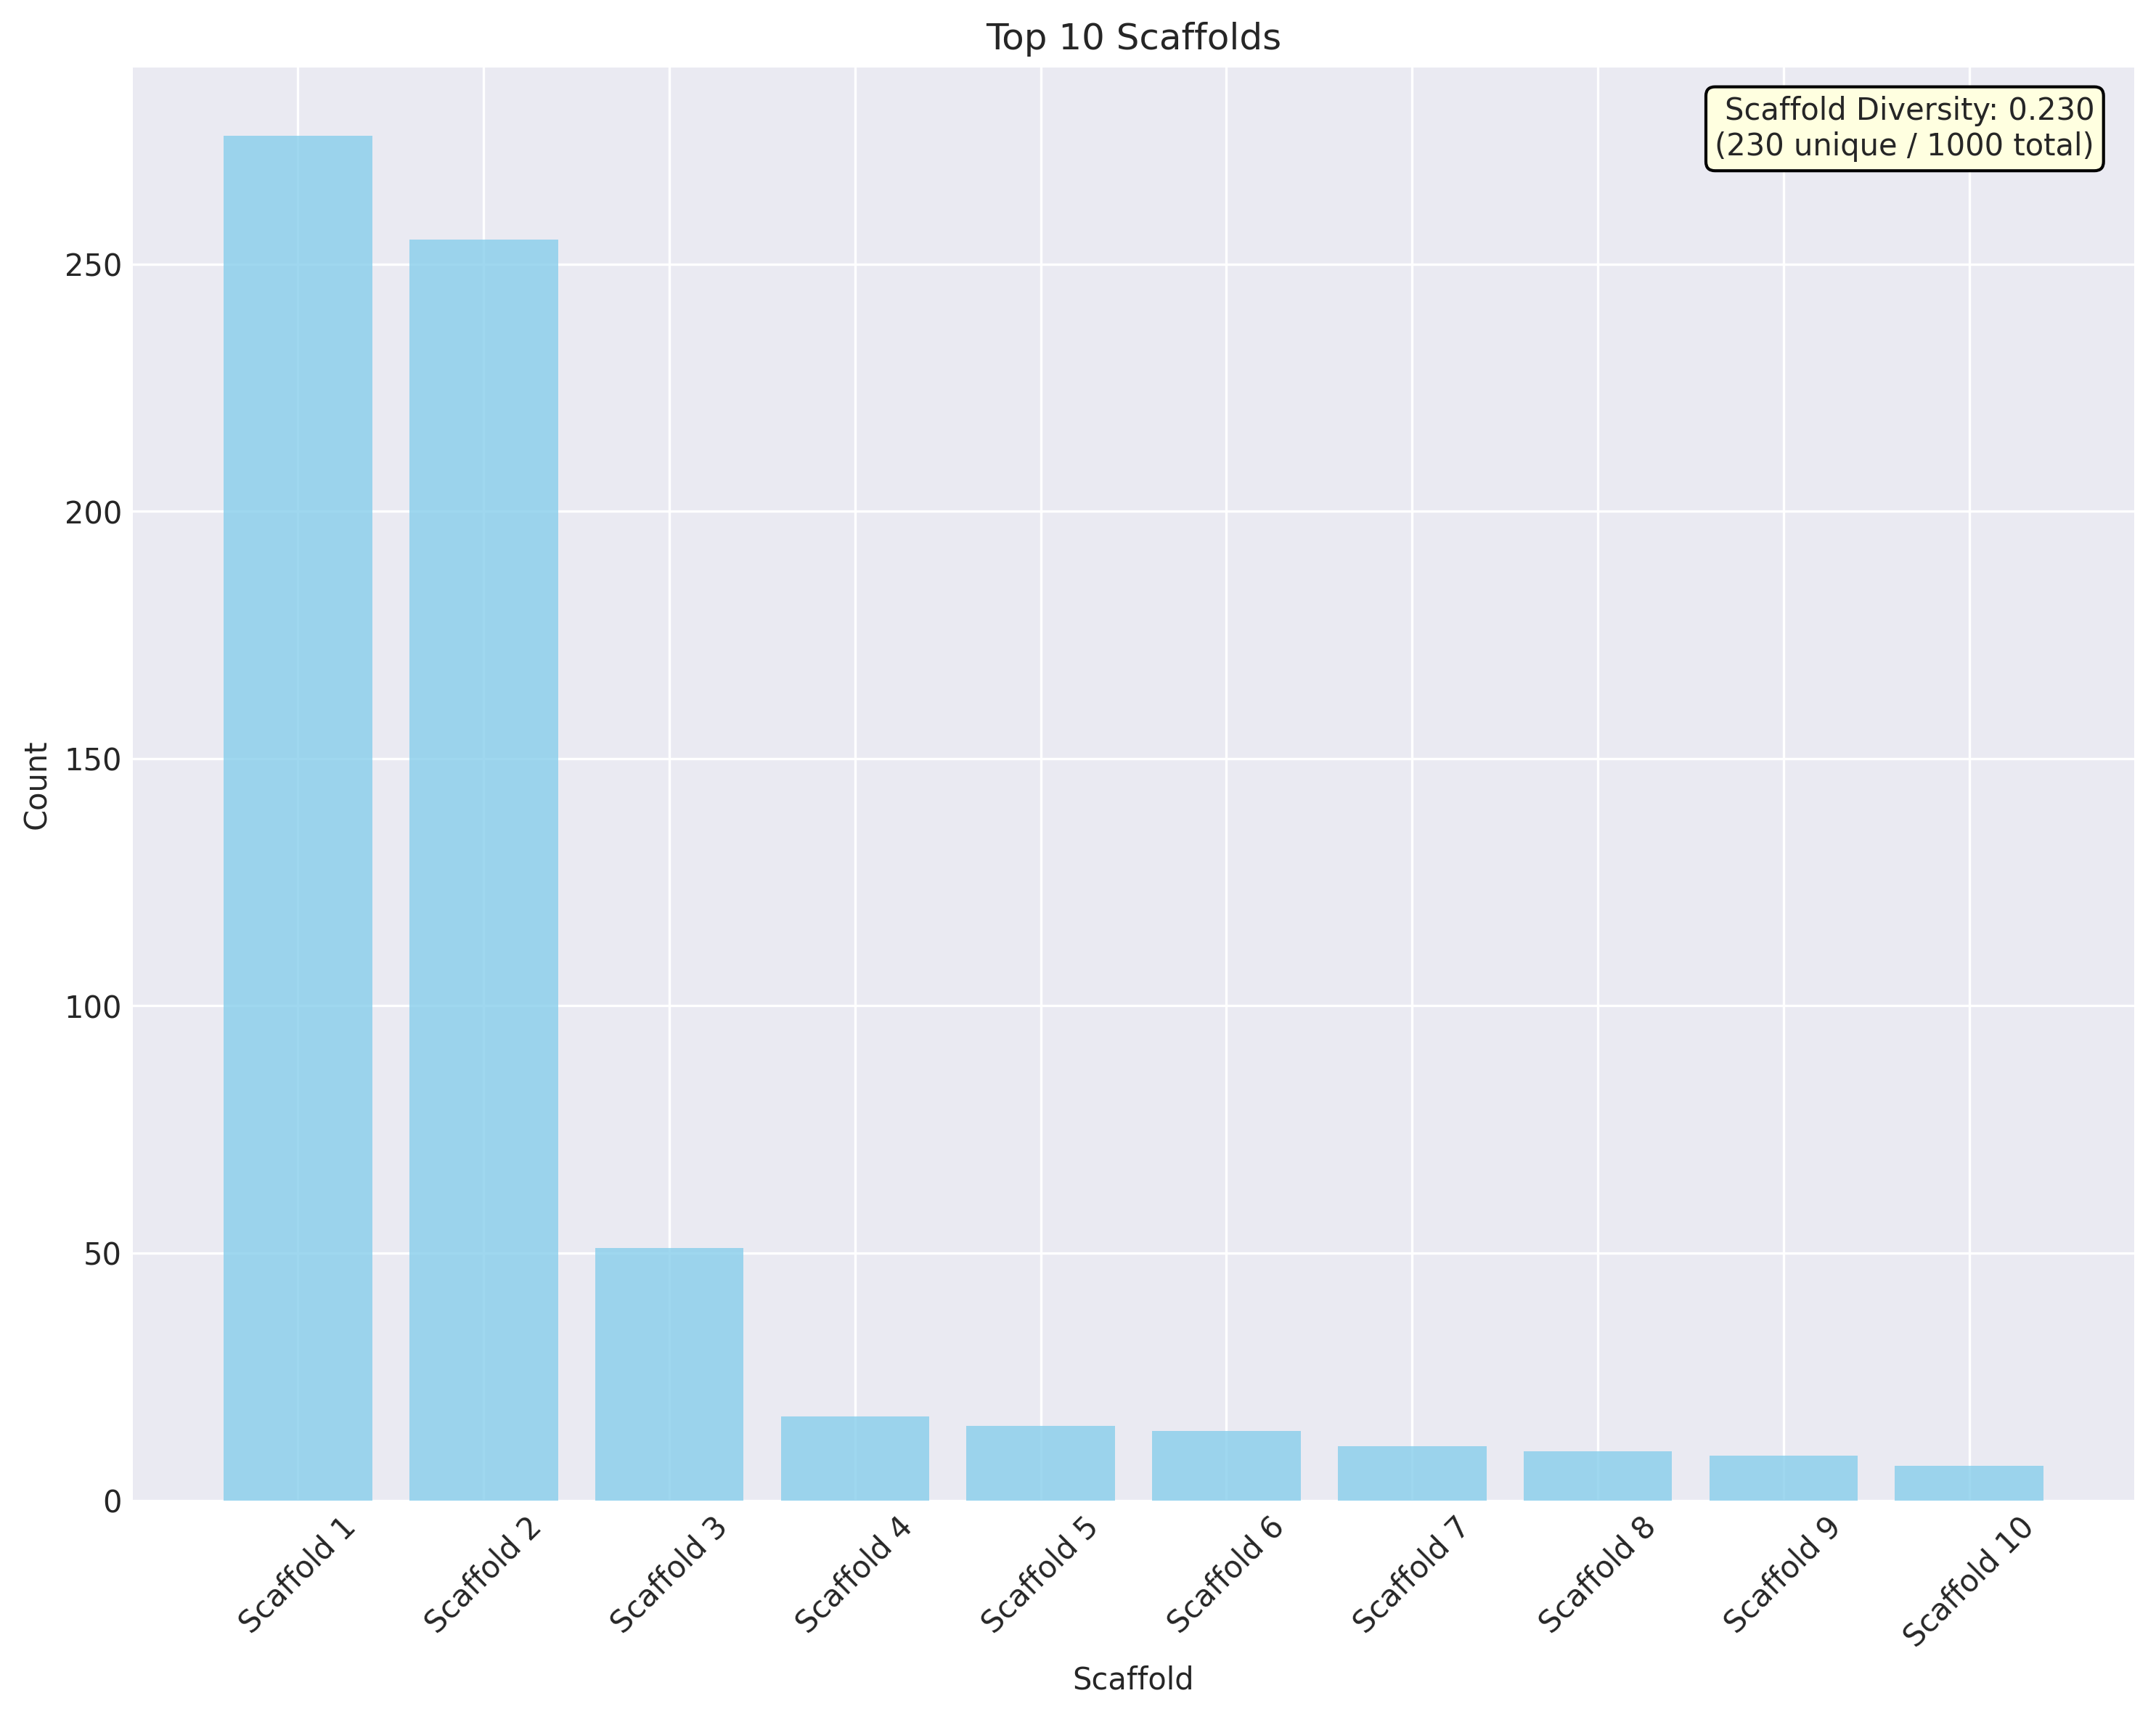 Top 10 Scaffolds
Scaffold Diversity: 0.230
(230 unique / 1000 total)
Count
250
200
150
100
50
0
Scaffold 1
Scaffold 2
Scaffold 3
Scaffold 4
Scaffold 5
Scaffold 6
Scaffold 7
Scaffold 8
Scaffold 9
Scaffold 10
Scaffold